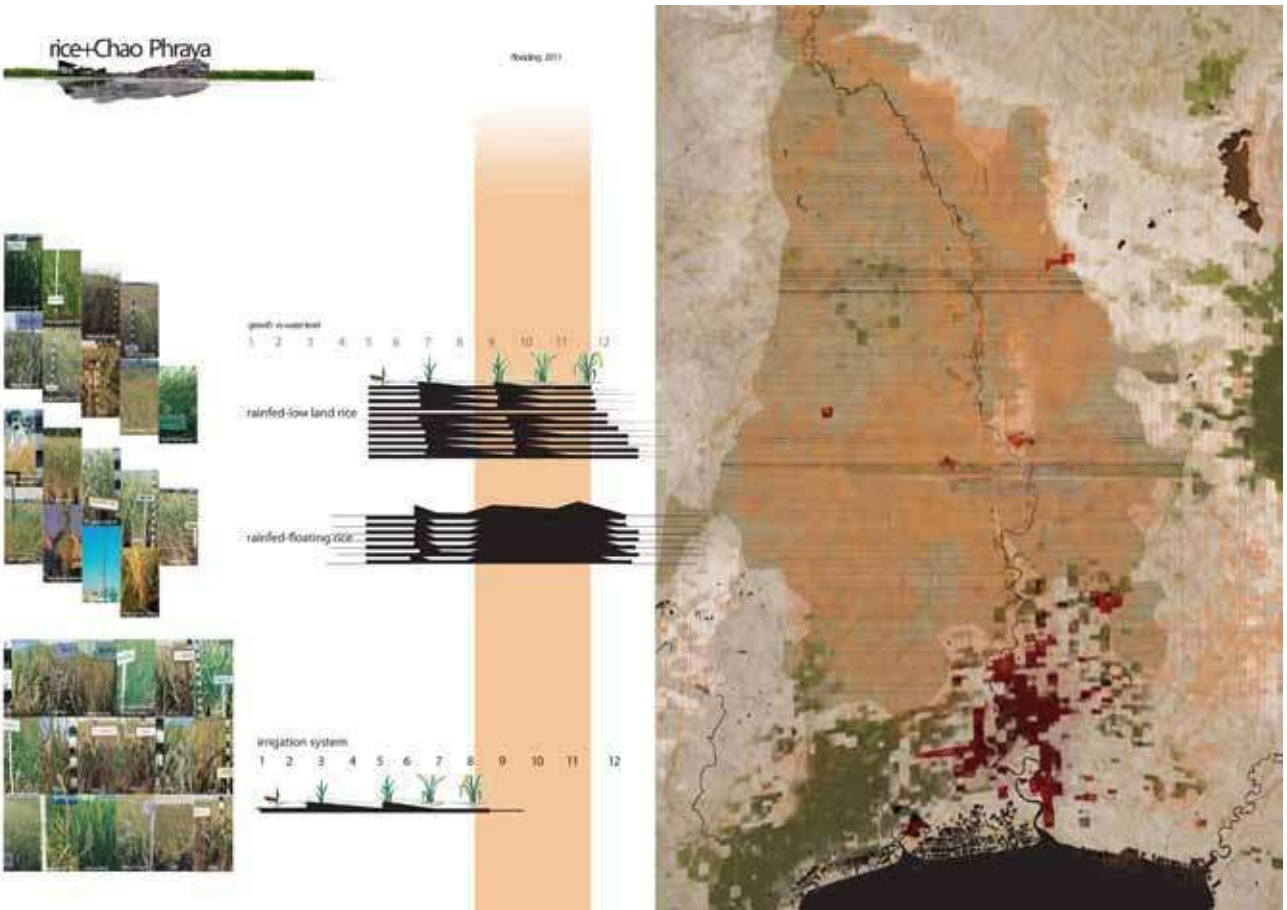 rice+Chao Phraya
flooding 2011
growth vs water level
1 2 3 4 5 6 7 8 9 10 11 12
rainfed-low land rice
rainfed-floating rice
irrigation system
1 2 3 4 5 6 7 8 9 10 11 12